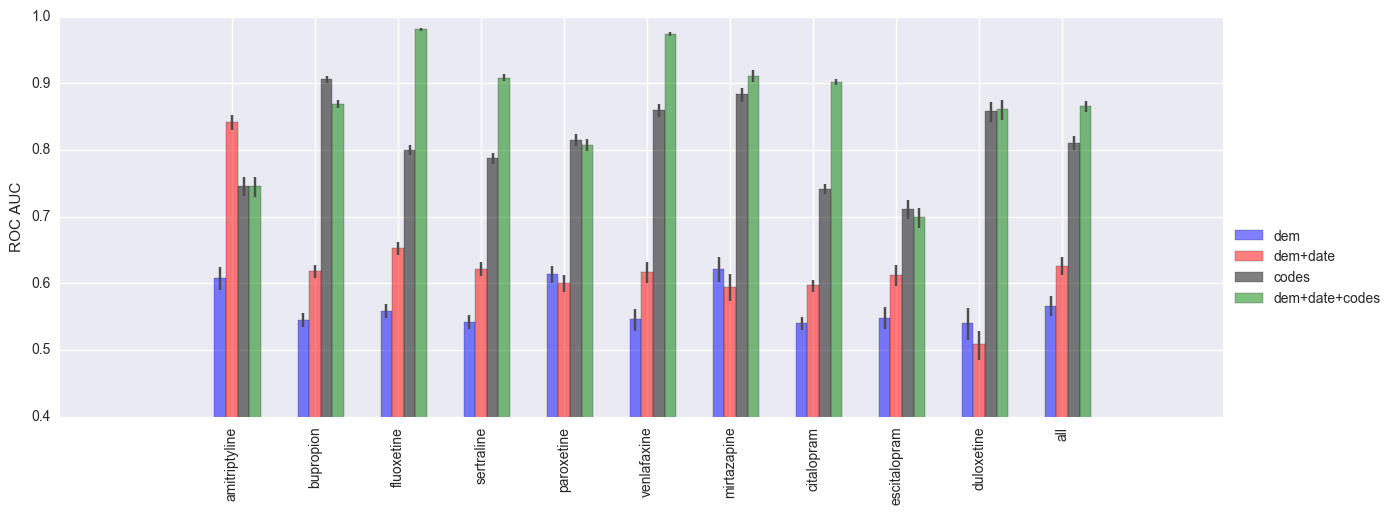 1.0
0.9
0.8
0.7
0.6
0.5
0.4
ROC AUC
amitriptyline
bupropion
fluoxetine
sertraline
paroxetine
venlafaxine
mirtazapine
citalopram
escitalopram
duloxetine
all
dem
dem+date
codes
dem+date+codes